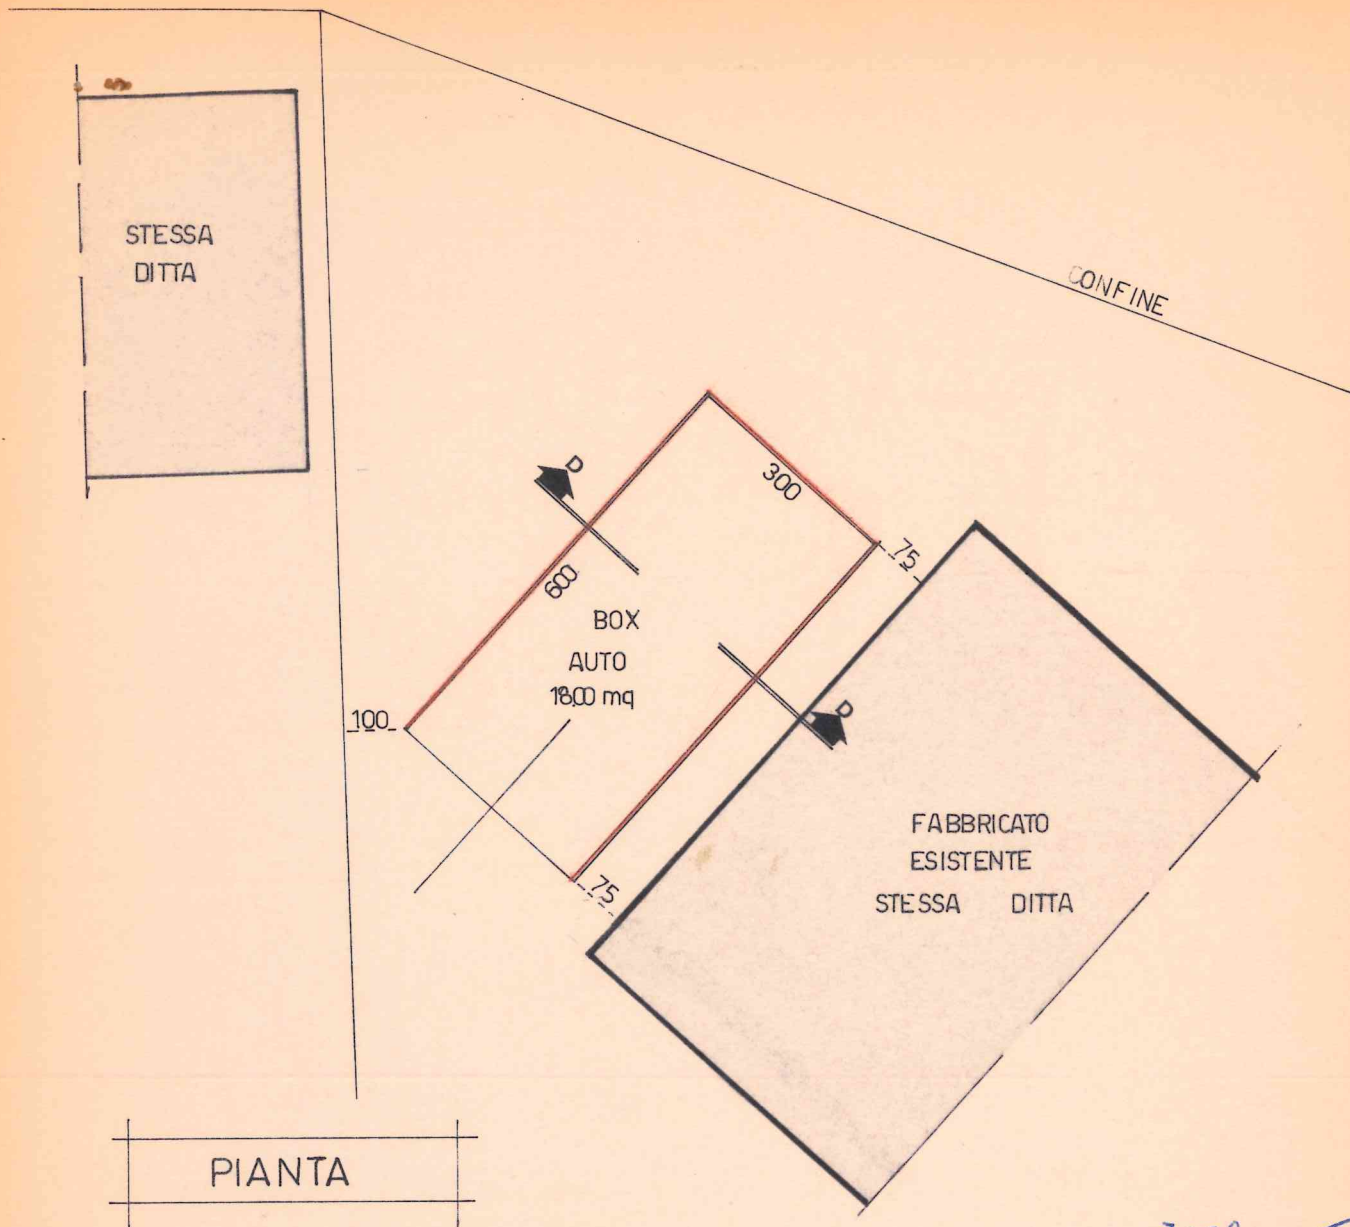 STESSA
DITTA
CONFINE
D
300
75
600
BOX
AUTO
18,00 mq
100
D
75
FABBRICATO
ESISTENTE
STESSA DITTA
PIANTA